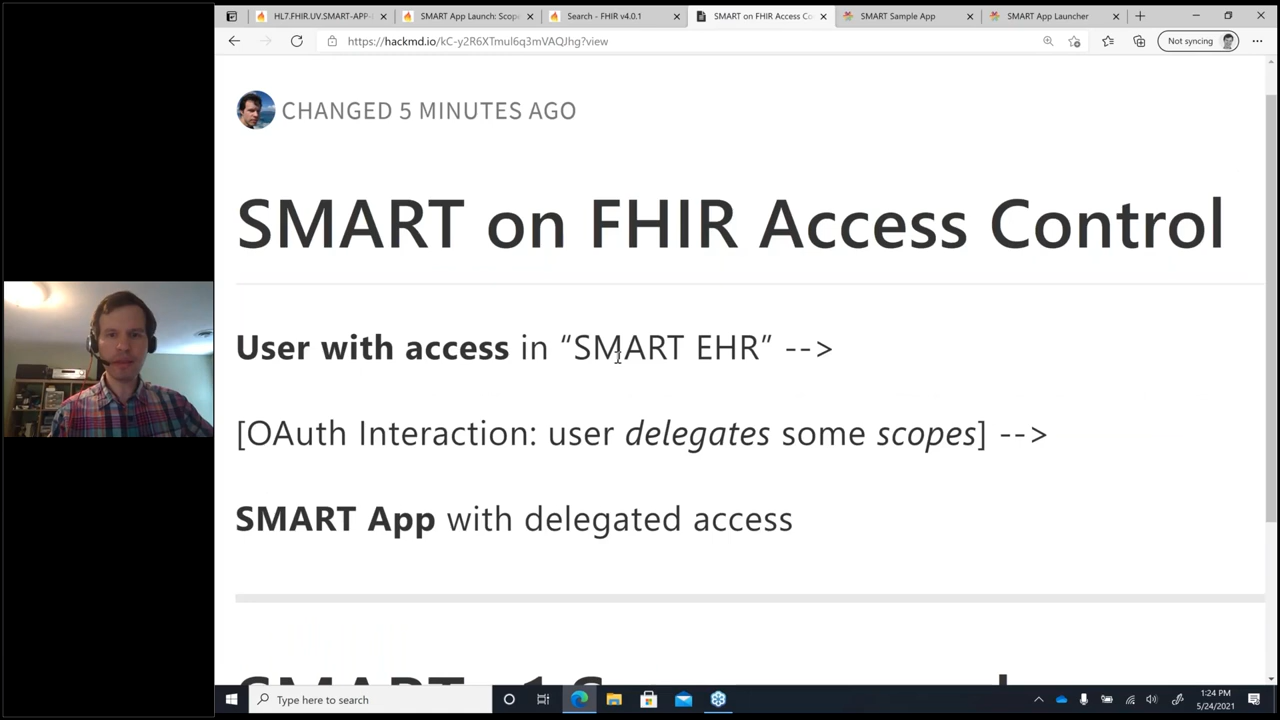 HL7.FHIR.UV.SMART-APP-
SMART App Launch: Scope
Search - FHIR v4.0.1
SMART on FHIR Access Co
SMART Sample App
SMART App Launcher
https://hackmd.io/kC-y2R6XTmul6q3mVAQJhg?view
Not syncing
CHANGED 5 MINUTES AGO
SMART on FHIR Access Control
User with access in “SMART EHR” -->
[OAuth Interaction: user delegates some scopes] -->
SMART App with delegated access
Type here to search
1:24 PM
5/24/2021